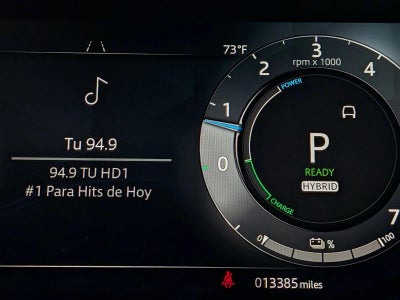 73°F
Tu 94.9
94.9 TU HD1
#1 Para Hits de Hoy
0
1
2
3
4
7
rpm x 1000
POWER
P
READY
HYBRID
CHARGE
0 % 100
013385 miles